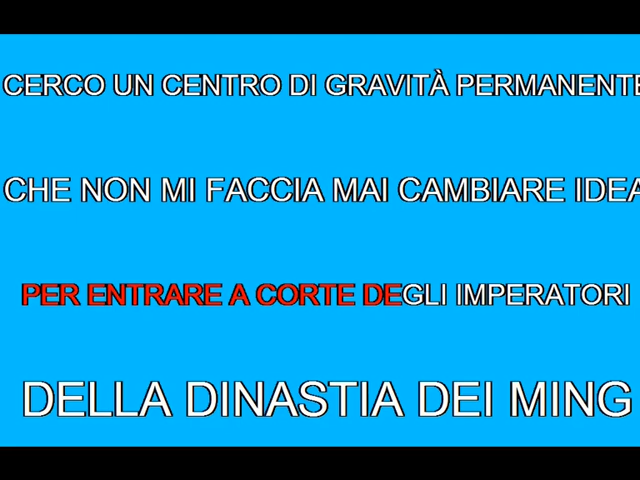 CERCO UN CENTRO DI GRAVITÀ PERMANENTE
CHE NON MI FACCIA MAI CAMBIARE IDEA
PER ENTRARE A CORTE DEGLI IMPERATORI
DELLA DINASTIA DEI MING